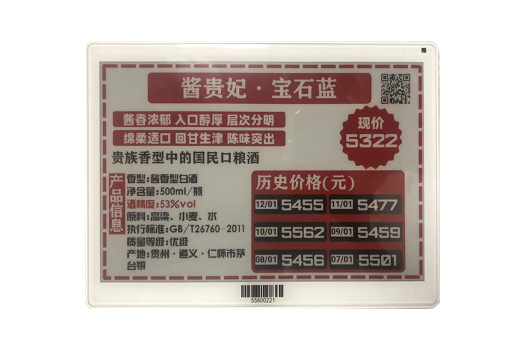 酱贵妃·宝石蓝
酱香浓郁 入口醇厚 层次分明
绵柔适口 回甘生津 陈味突出
现价
5322
贵族香型中的国民口粮酒
产品信息
香型:酱香型白酒
净含量:500ml/瓶
酒精度:53%vol
原料:高粱、小麦、水
执行标准:GB/T26760-2011
质量等级:优级
产地:贵州·遵义·仁怀市茅
台镇
历史价格(元)
12/01 5455 11/01 5477
10/01 5562 09/01 5459
08/01 5456 07/01 5501
55600221